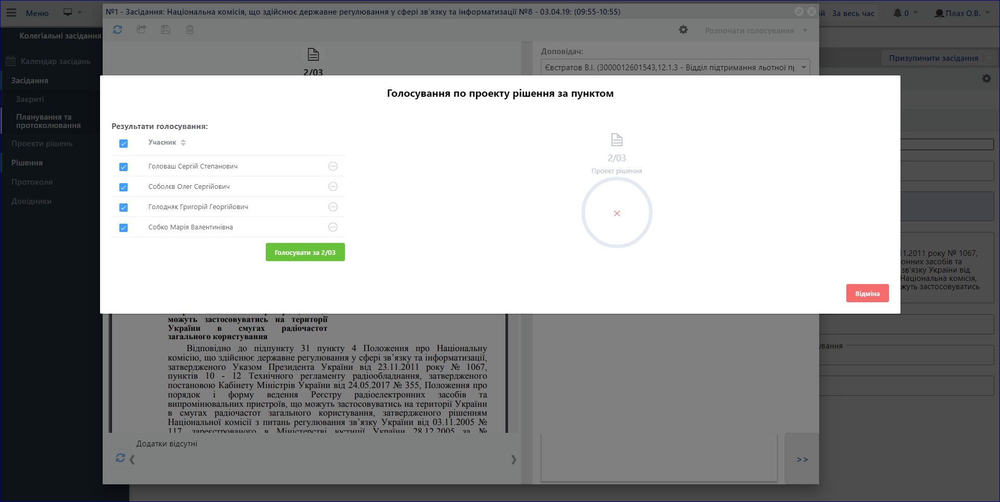 Меню
№1 - Засідання: Національна комісія, що здійснює державне регулювання у сфері зв'язку та інформатизації №8 - 03.04.19: (09:55-10:55)
ій За весь час
0
Плаз О.В.
Колегіальні засідання
Календар засідань
Засідання
Закриті
Планування та
протоколювання
Проекти рішень
Рішення
Протоколи
Довідники
Розпочати голосування
2/03
Доповідач:
Євстратов В.І. (3000012601543,12.1.3 - Відділ підтримання льотної пр
Призупинити засідання
Голосування по проекту рішення за пунктом
Результати голосування:
Учасник
Головаш Сергій Степанович
Соболєв Олег Сергійович
Голодняк Григорій Георгійович
Собко Марія Валентинівна
Голосувати за 2/03
2/03
Проект рішення
Відміна
11.2011 року № 1067,
онних засобів та
зв'язку України від
Національна комісія,
жуть застосовуватись
ування
можуть застосовуватись на території
України в смугах радіочастот
загального користування
Відповідно до підпункту 31 пункту 4 Положення про Національну
комісію, що здійснює державне регулювання у сфері зв’язку та інформатизації,
затвердженого Указом Президента України від 23.11.2011 року № 1067,
пунктів 10 - 12 Технічного регламенту радіообладнання, затвердженого
постановою Кабінету Міністрів України від 24.05.2017 № 355, Положення про
порядок і форму ведення Реєстру радіоелектронних засобів та
випромінювальних пристроїв, що можуть застосовуватись на території України
в смугах радіочастот загального користування, затвердженого рішенням
Національної комісії з питань регулювання зв’язку України від 03.11.2005 №
117, зареєстрованого в Міністерстві юстиції України 28.12.2005 за №
Додатки відсутні
>>